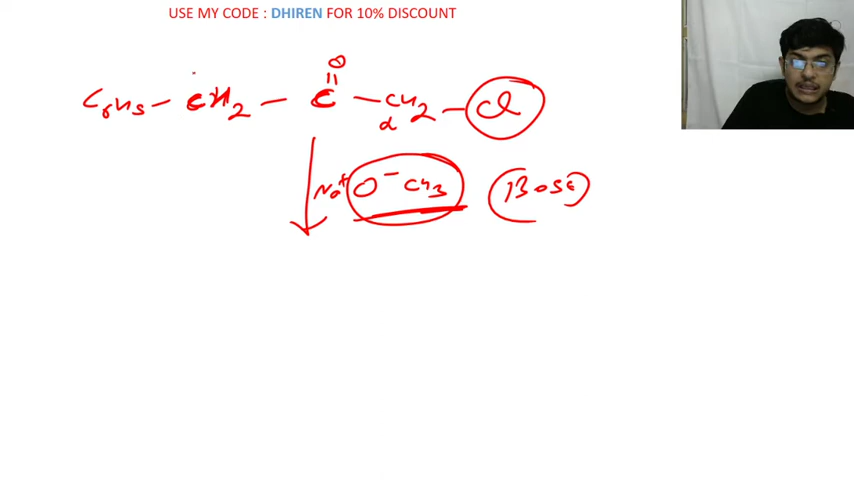 USE MY CODE : DHIREN FOR 10% DISCOUNT
O
C6H5 - CH2 - C - CH2 - Cl
α
Na+ O- CH3 (Base)